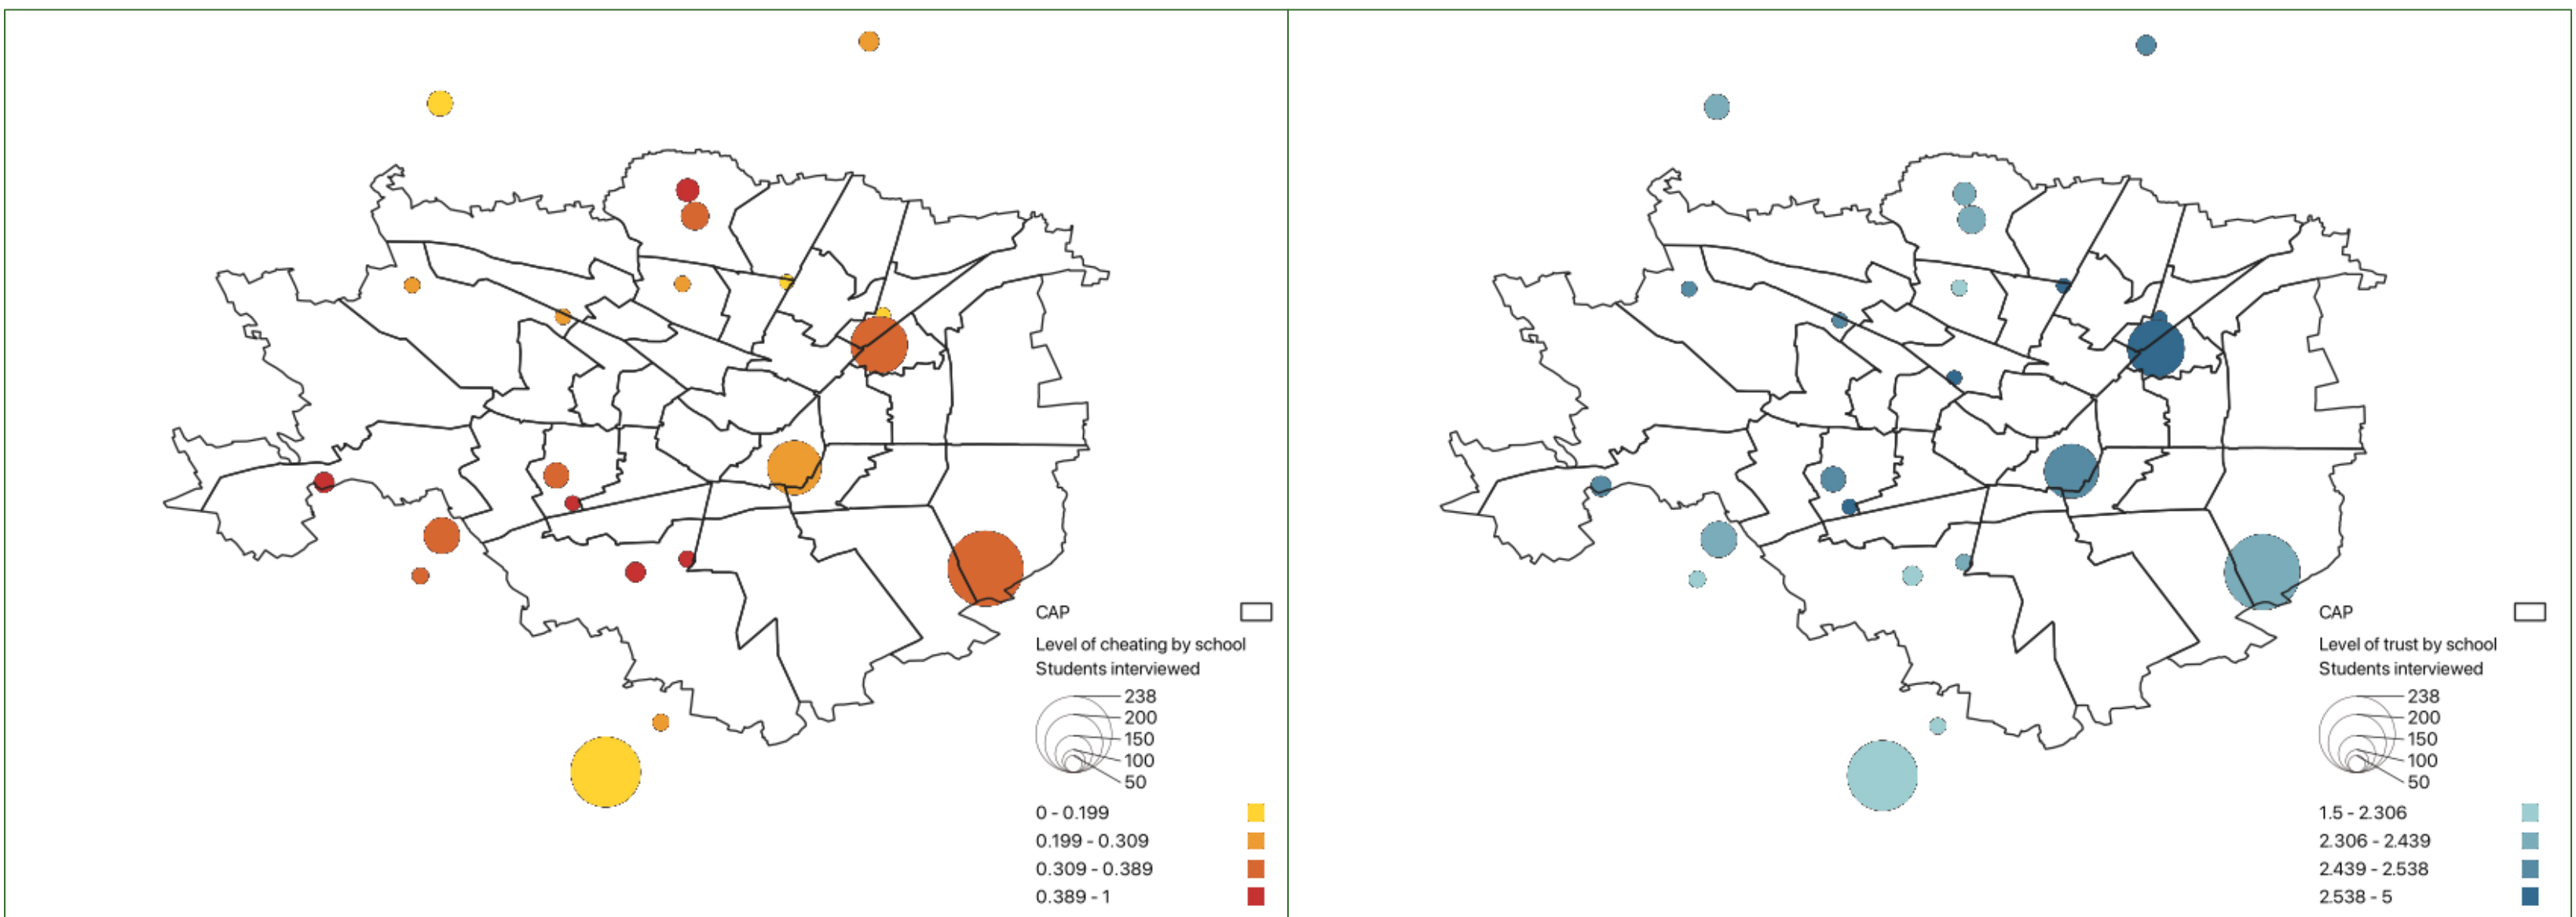 CAP
Level of cheating by school
Students interviewed
238
200
150
100
50
0 - 0.199
0.199 - 0.309
0.309 - 0.389
0.389 - 1
CAP
Level of trust by school
Students interviewed
238
200
150
100
50
1.5 - 2.306
2.306 - 2.439
2.439 - 2.538
2.538 - 5